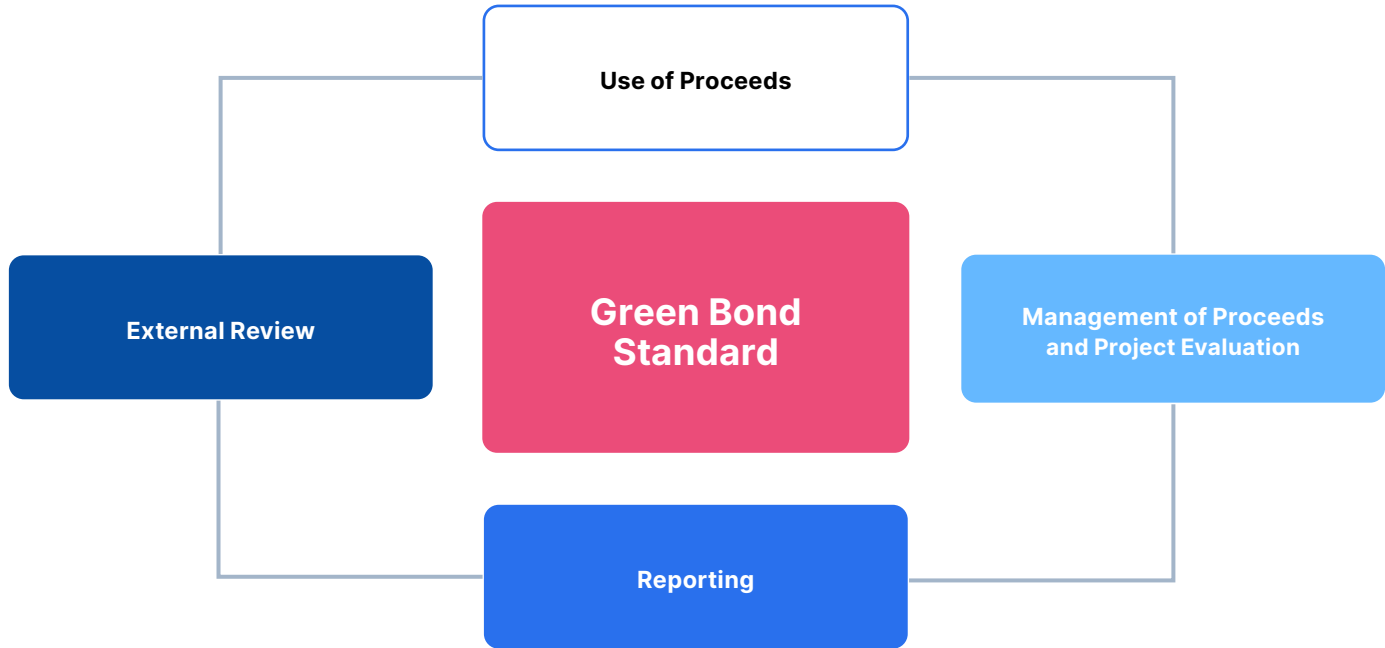 Use of Proceeds
External Review
Green Bond
Standard
Management of Proceeds
and Project Evaluation
Reporting